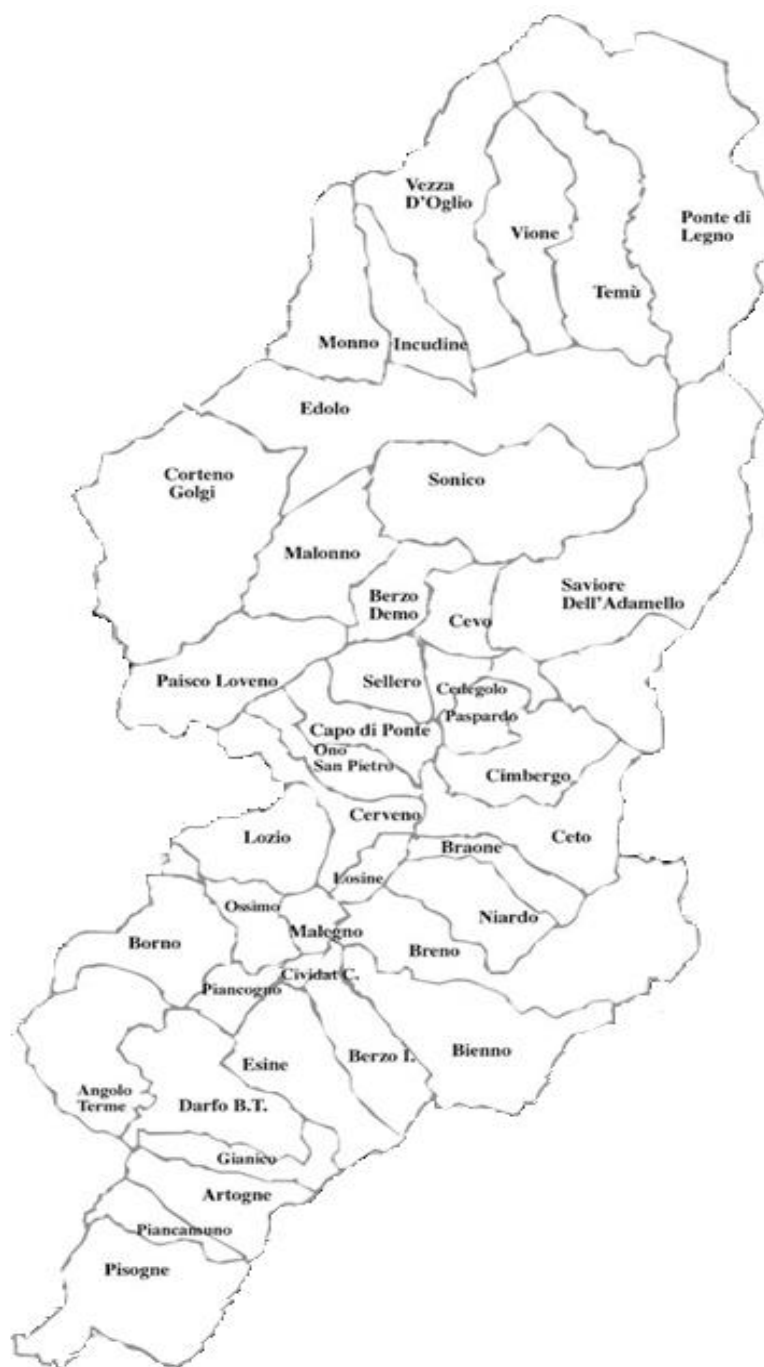 Vezza
D'Oglio
Vione
Ponte di
Legno
Temù
Monno
Incudine
Edolo
Corteno
Golgi
Sonico
Malonno
Berzo
Demo
Cevo
Saviore
Dell'Adamello
Paisco Loveno
Sellero
Cedegolo
Paspardo
Capo di Ponte
Ono
San Pietro
Cimbergo
Cerveno
Ceto
Lozio
Braone
Losine
Ossimo
Malegno
Niardo
Borno
Breno
Piancogno
Cividat C.
Esine
Berzo I.
Bienno
Angolo
Terme
Darfo B.T.
Gianico
Artogne
Piancamuno
Pisogne